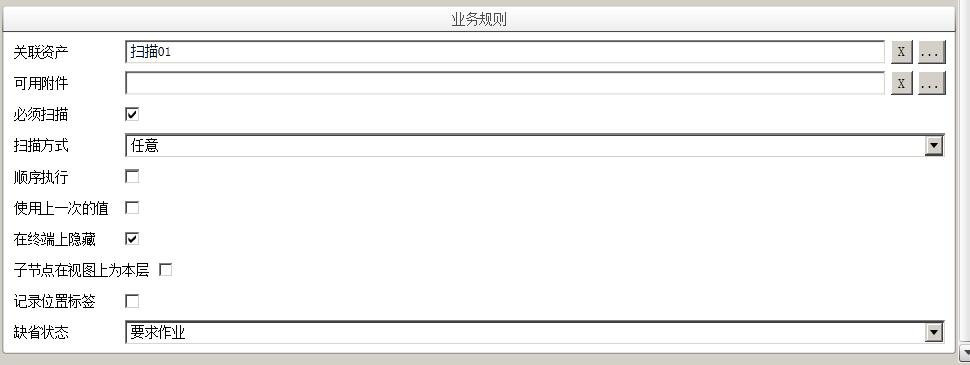 业务规则
关联资产 扫描01 X ...
可用附件 X ...
必须扫描
扫描方式 任意
顺序执行
使用上一次的值
在终端上隐藏
子节点在视图上为本层
记录位置标签
缺省状态 要求作业